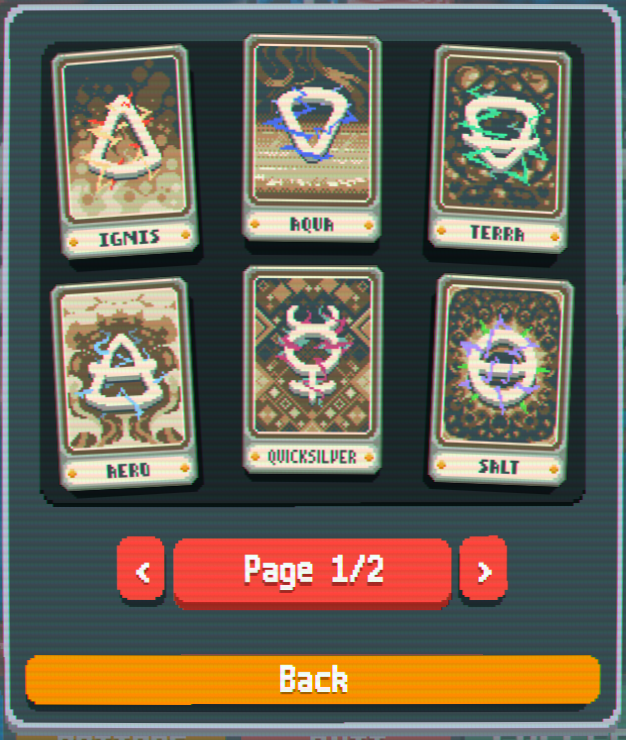 IGNIS
AQUA
TERRA
AERO
QUICKSILVER
SALT
<
Page 1/2
>
Back